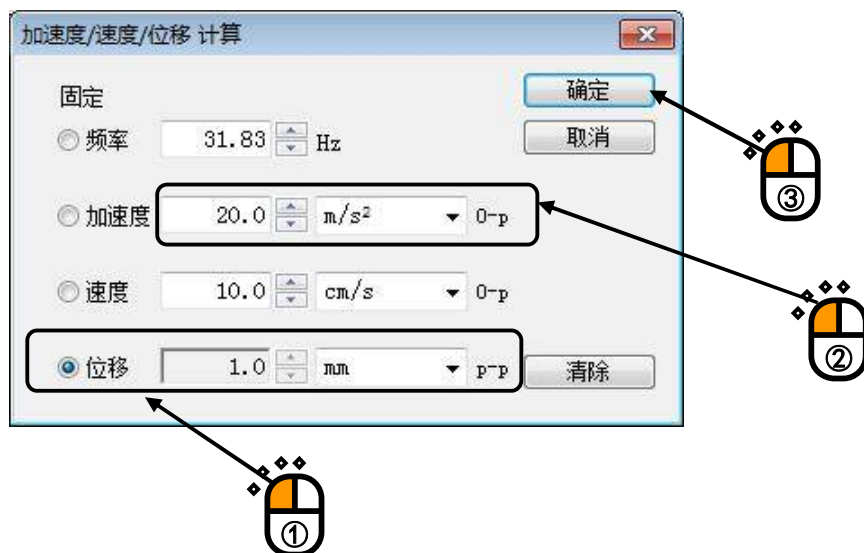 加速度/速度/位移 计算
固定
确定
频率 31.83 Hz
取消
加速度 20.0 m/s² 0-p
速度 10.0 cm/s 0-p
位移 1.0 mm p-p
清除
③
②
①